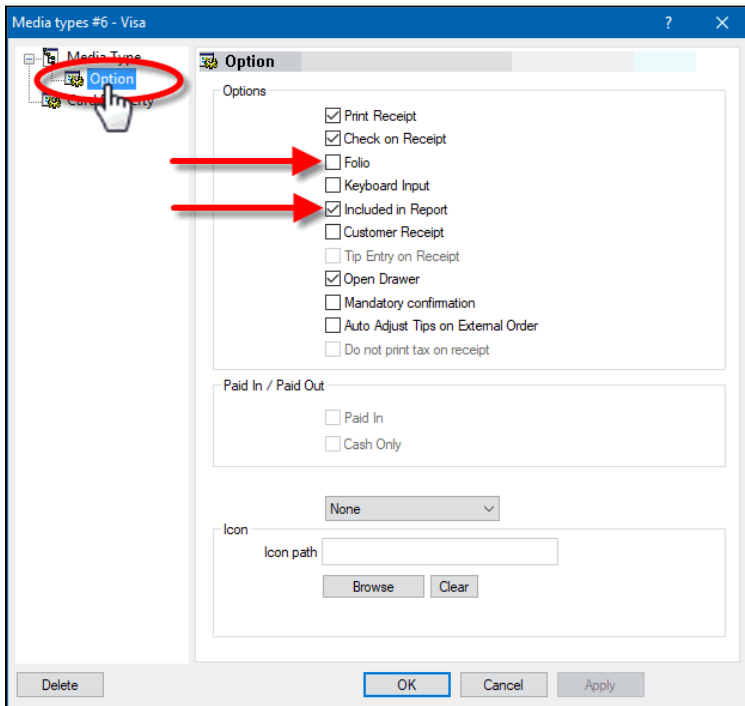 Media types #6 - Visa
Media Type
Option
Option
Options
Print Receipt
Check on Receipt
Folio
Keyboard Input
Included in Report
Customer Receipt
Tip Entry on Receipt
Open Drawer
Mandatory confirmation
Auto Adjust Tips on External Order
Do not print tax on receipt
Paid In / Paid Out
Paid In
Cash Only
None
Icon
Icon path
Browse Clear
Delete OK Cancel Apply